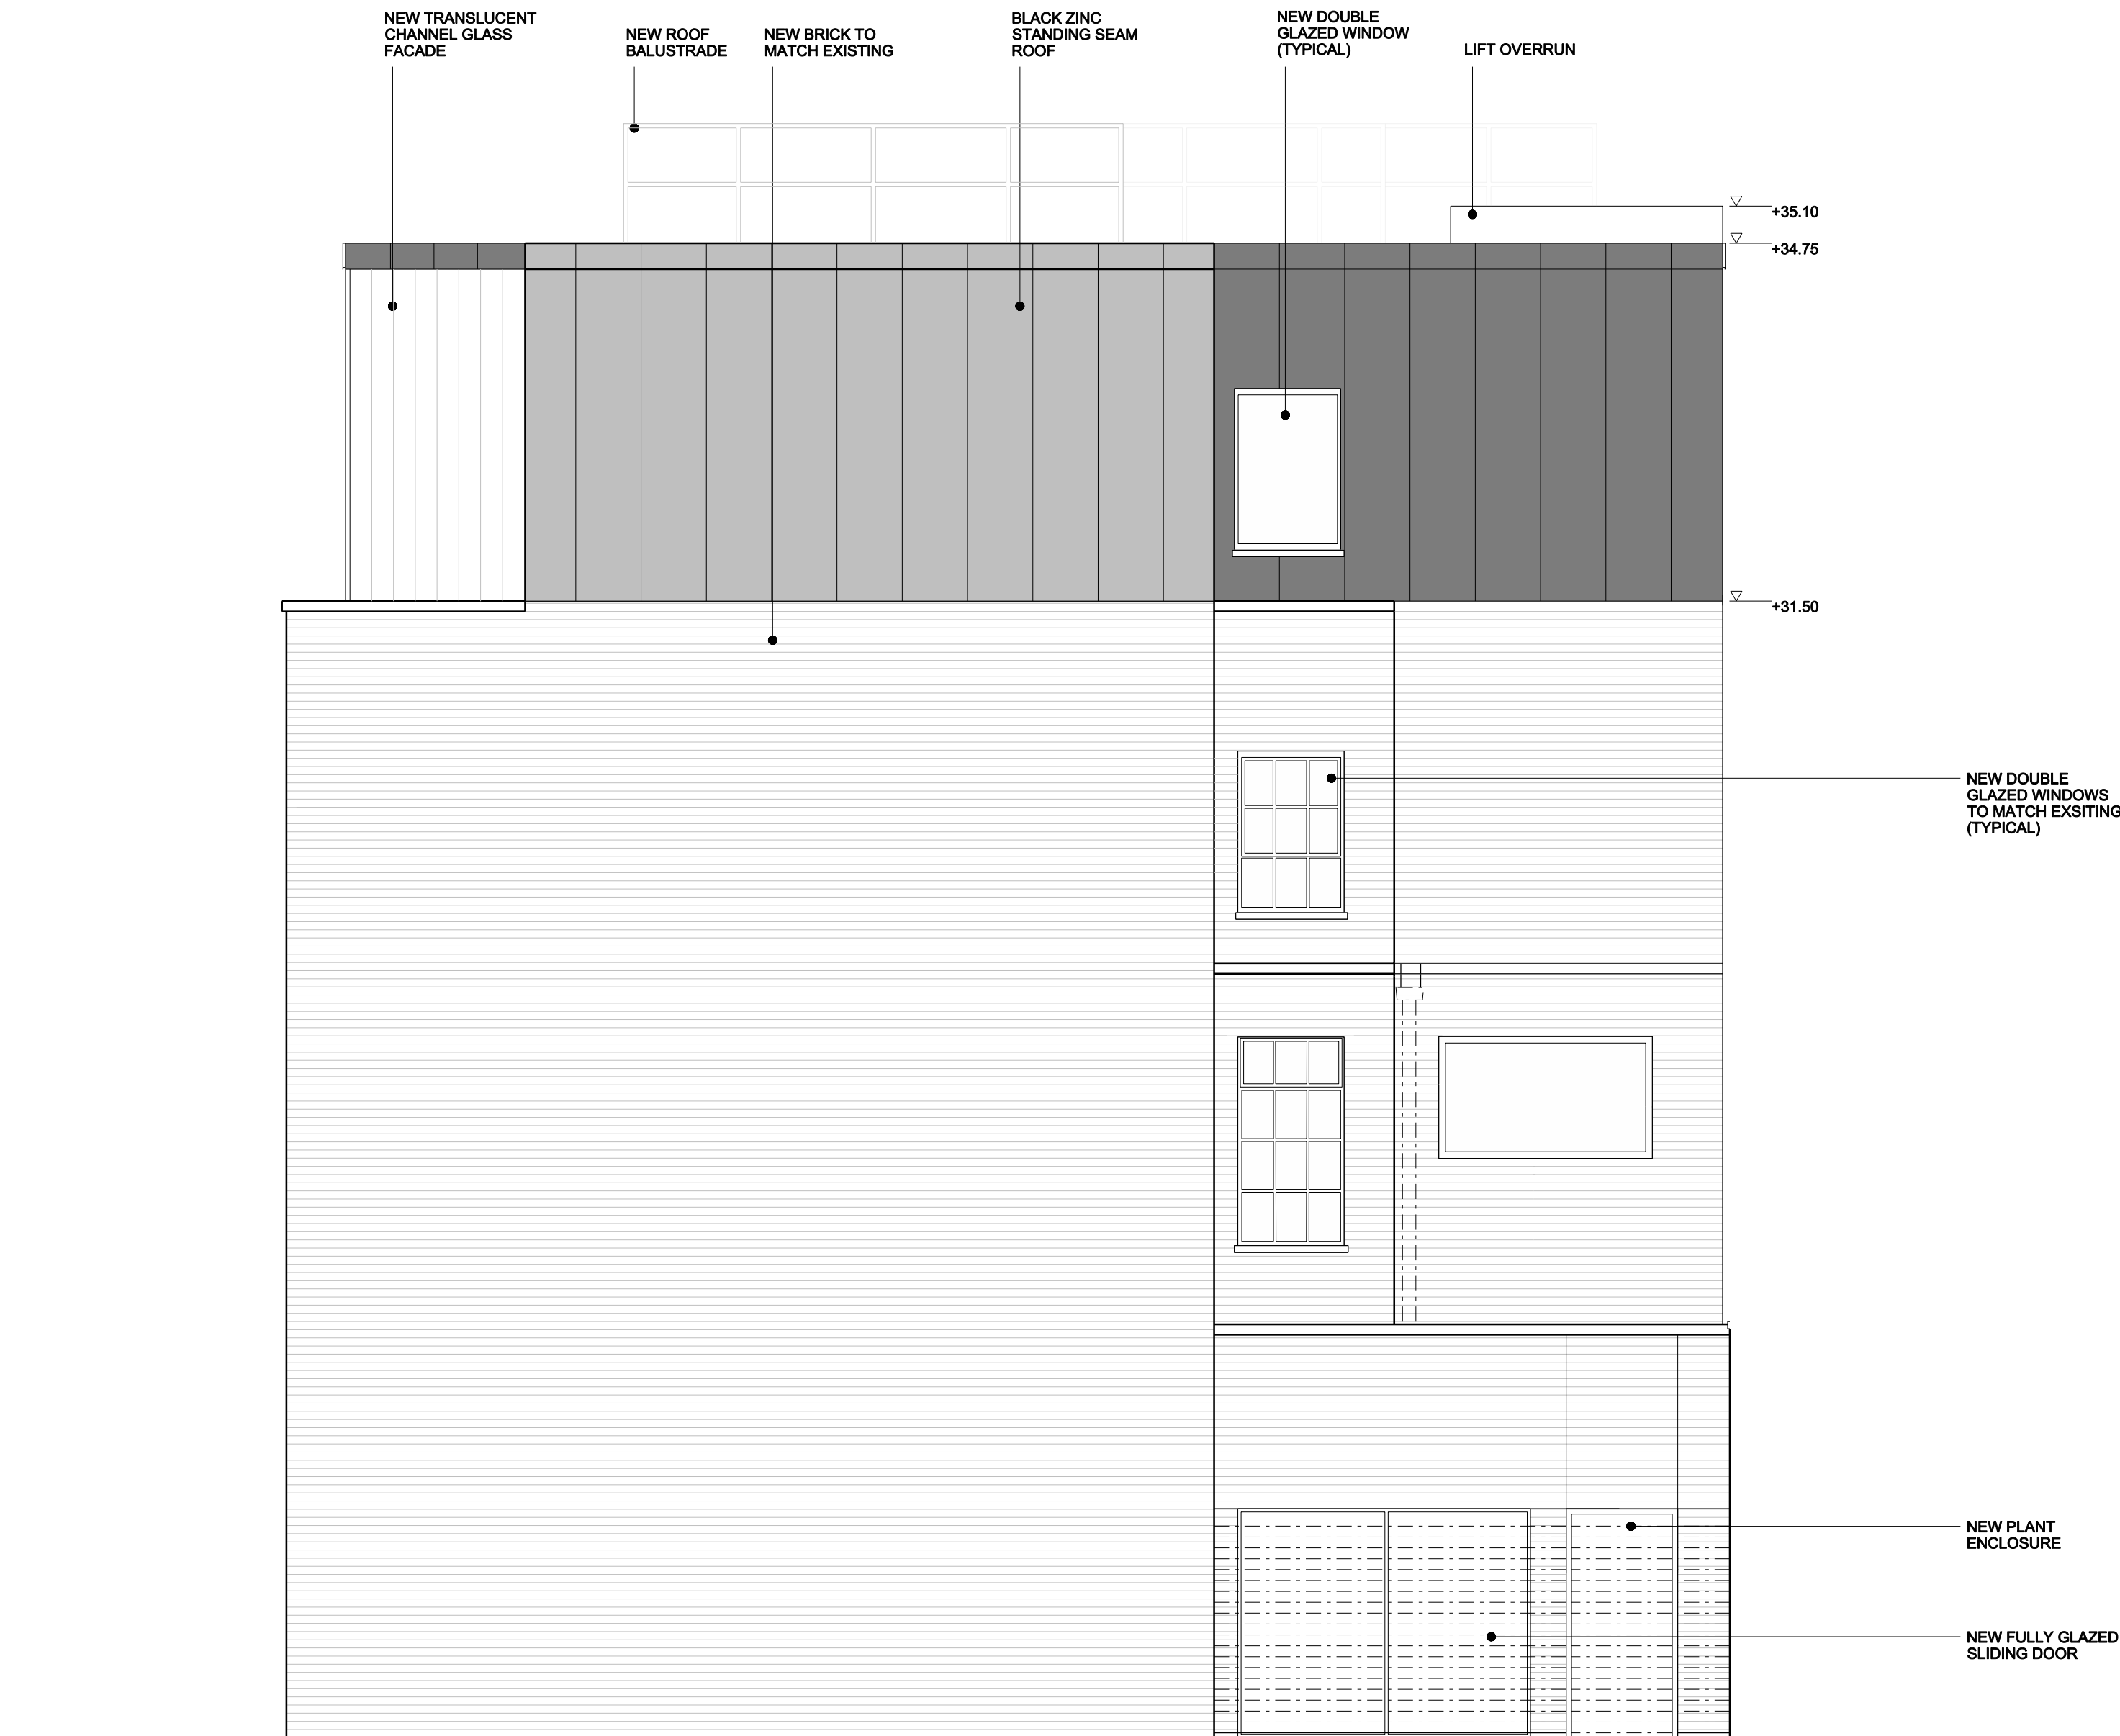 NEW TRANSLUCENT
CHANNEL GLASS
FACADE
NEW ROOF
BALUSTRADE
NEW BRICK TO
MATCH EXISTING
BLACK ZINC
STANDING SEAM
ROOF
NEW DOUBLE
GLAZED WINDOW
(TYPICAL)
LIFT OVERRUN
+35.10
+34.75
+31.50
NEW DOUBLE
GLAZED WINDOWS
TO MATCH EXSITING
(TYPICAL)
NEW PLANT
ENCLOSURE
NEW FULLY GLAZED
SLIDING DOOR